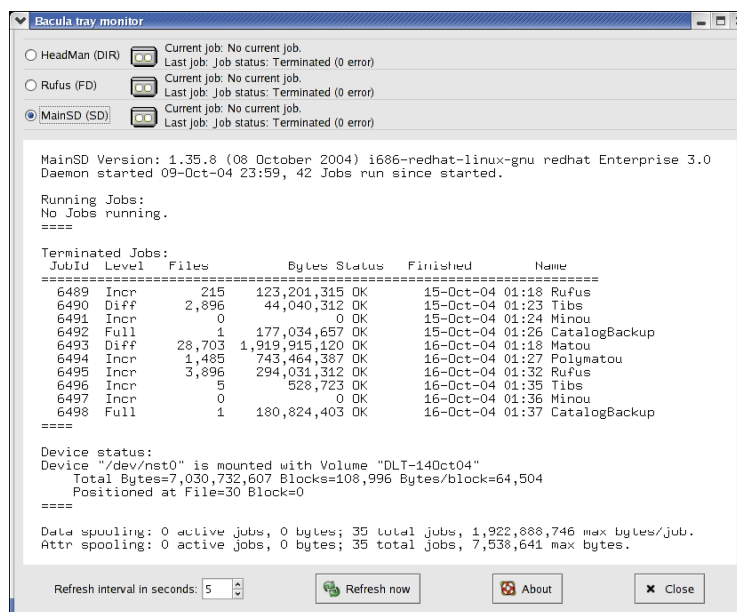 Bacula tray monitor
HeadMan (DIR)
Current job: No current job.
Last job: Job status: Terminated (0 error)
Rufus (FD)
Current job: No current job.
Last job: Job status: Terminated (0 error)
MainSD (SD)
Current job: No current job.
Last job: Job status: Terminated (0 error)
MainSD Version: 1.35.8 (08 October 2004) i686-redhat-linux-gnu redhat Enterprise 3.0
Daemon started 09-Oct-04 23:59, 42 Jobs run since started.
Running Jobs:
No Jobs running.
====
Terminated Jobs:
JobId Level Files Bytes Status Finished Name
======================================================================
6489 Incr 215 123,201,315 OK 15-Oct-04 01:18 Rufus
6490 Diff 2,896 44,040,312 OK 15-Oct-04 01:23 Tibs
6491 Incr 0 0 OK 15-Oct-04 01:24 Minou
6492 Full 1 177,034,657 OK 15-Oct-04 01:26 CatalogBackup
6493 Diff 28,703 1,919,915,120 OK 16-Oct-04 01:18 Matou
6494 Incr 1,485 743,464,387 OK 16-Oct-04 01:27 Polymatou
6495 Incr 3,896 294,031,312 OK 16-Oct-04 01:32 Rufus
6496 Incr 5 528,723 OK 16-Oct-04 01:35 Tibs
6497 Incr 0 0 OK 16-Oct-04 01:36 Minou
6498 Full 1 180,824,403 OK 16-Oct-04 01:37 CatalogBackup
====
Device status:
Device "/dev/nst0" is mounted with Volume "DLT-14Oct04"
Total Bytes=7,030,732,607 Blocks=108,996 Bytes/block=64,504
Positioned at File=30 Block=0
====
Data spooling: 0 active jobs, 0 bytes; 35 total jobs, 1,922,888,746 max bytes/job.
Attr spooling: 0 active jobs, 0 bytes; 35 total jobs, 7,538,641 max bytes.
Refresh interval in seconds: 5
Refresh now
About
Close